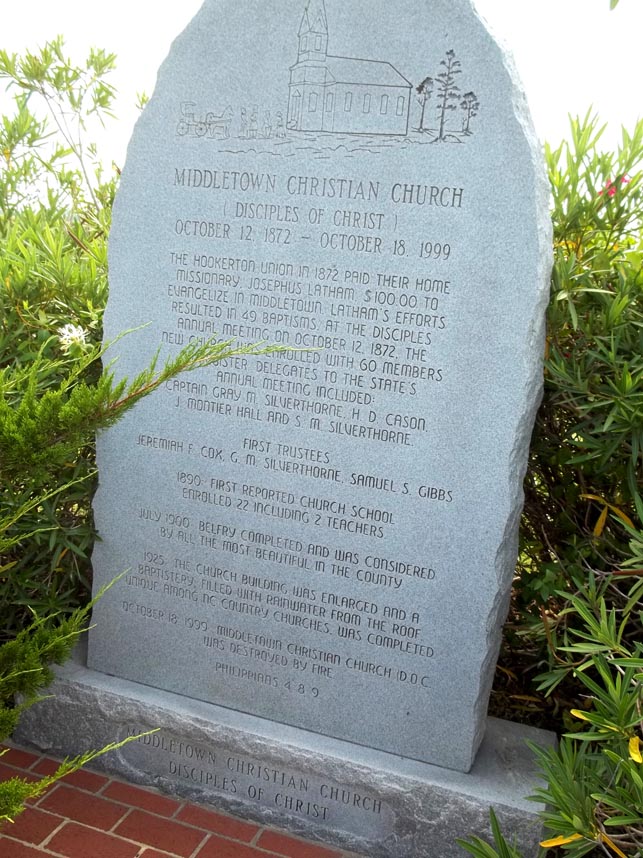 MIDDLETOWN CHRISTIAN CHURCH
( DISCIPLES OF CHRIST )
OCTOBER 12, 1872 – OCTOBER 18, 1999
THE HOOKERTON UNION IN 1872 PAID THEIR HOME
MISSIONARY, JOSEPHUS LATHAM, $100.00 TO
EVANGELIZE IN MIDDLETOWN. LATHAM'S EFFORTS
RESULTED IN 49 BAPTISMS. AT THE DISCIPLES
ANNUAL MEETING ON OCTOBER 12, 1872, THE
NEW CHURCH ENROLLED WITH 60 MEMBERS
DELEGATES TO THE STATE'S
ANNUAL MEETING INCLUDED:
CAPTAIN GRAY M. SILVERTHORNE, H. D. CASON,
J. MONTIER HALL AND S. M. SILVERTHORNE.
FIRST TRUSTEES
JEREMIAH F. COX, G. M. SILVERTHORNE, SAMUEL S. GIBBS
1890: FIRST REPORTED CHURCH SCHOOL
ENROLLED 22 INCLUDING 2 TEACHERS
JULY 1900: BELFRY COMPLETED AND WAS CONSIDERED
BY ALL THE MOST BEAUTIFUL IN THE COUNTY
1925: THE CHURCH BUILDING WAS ENLARGED AND A
BAPTISTERY, FILLED WITH RAINWATER FROM THE ROOF
UNIQUE AMONG NC COUNTRY CHURCHES, WAS COMPLETED
OCTOBER 18, 1999: MIDDLETOWN CHRISTIAN CHURCH (D.O.C.
WAS DESTROYED BY FIRE
PHILIPPIANS 4:8,9
MIDDLETOWN CHRISTIAN CHURCH
DISCIPLES OF CHRIST